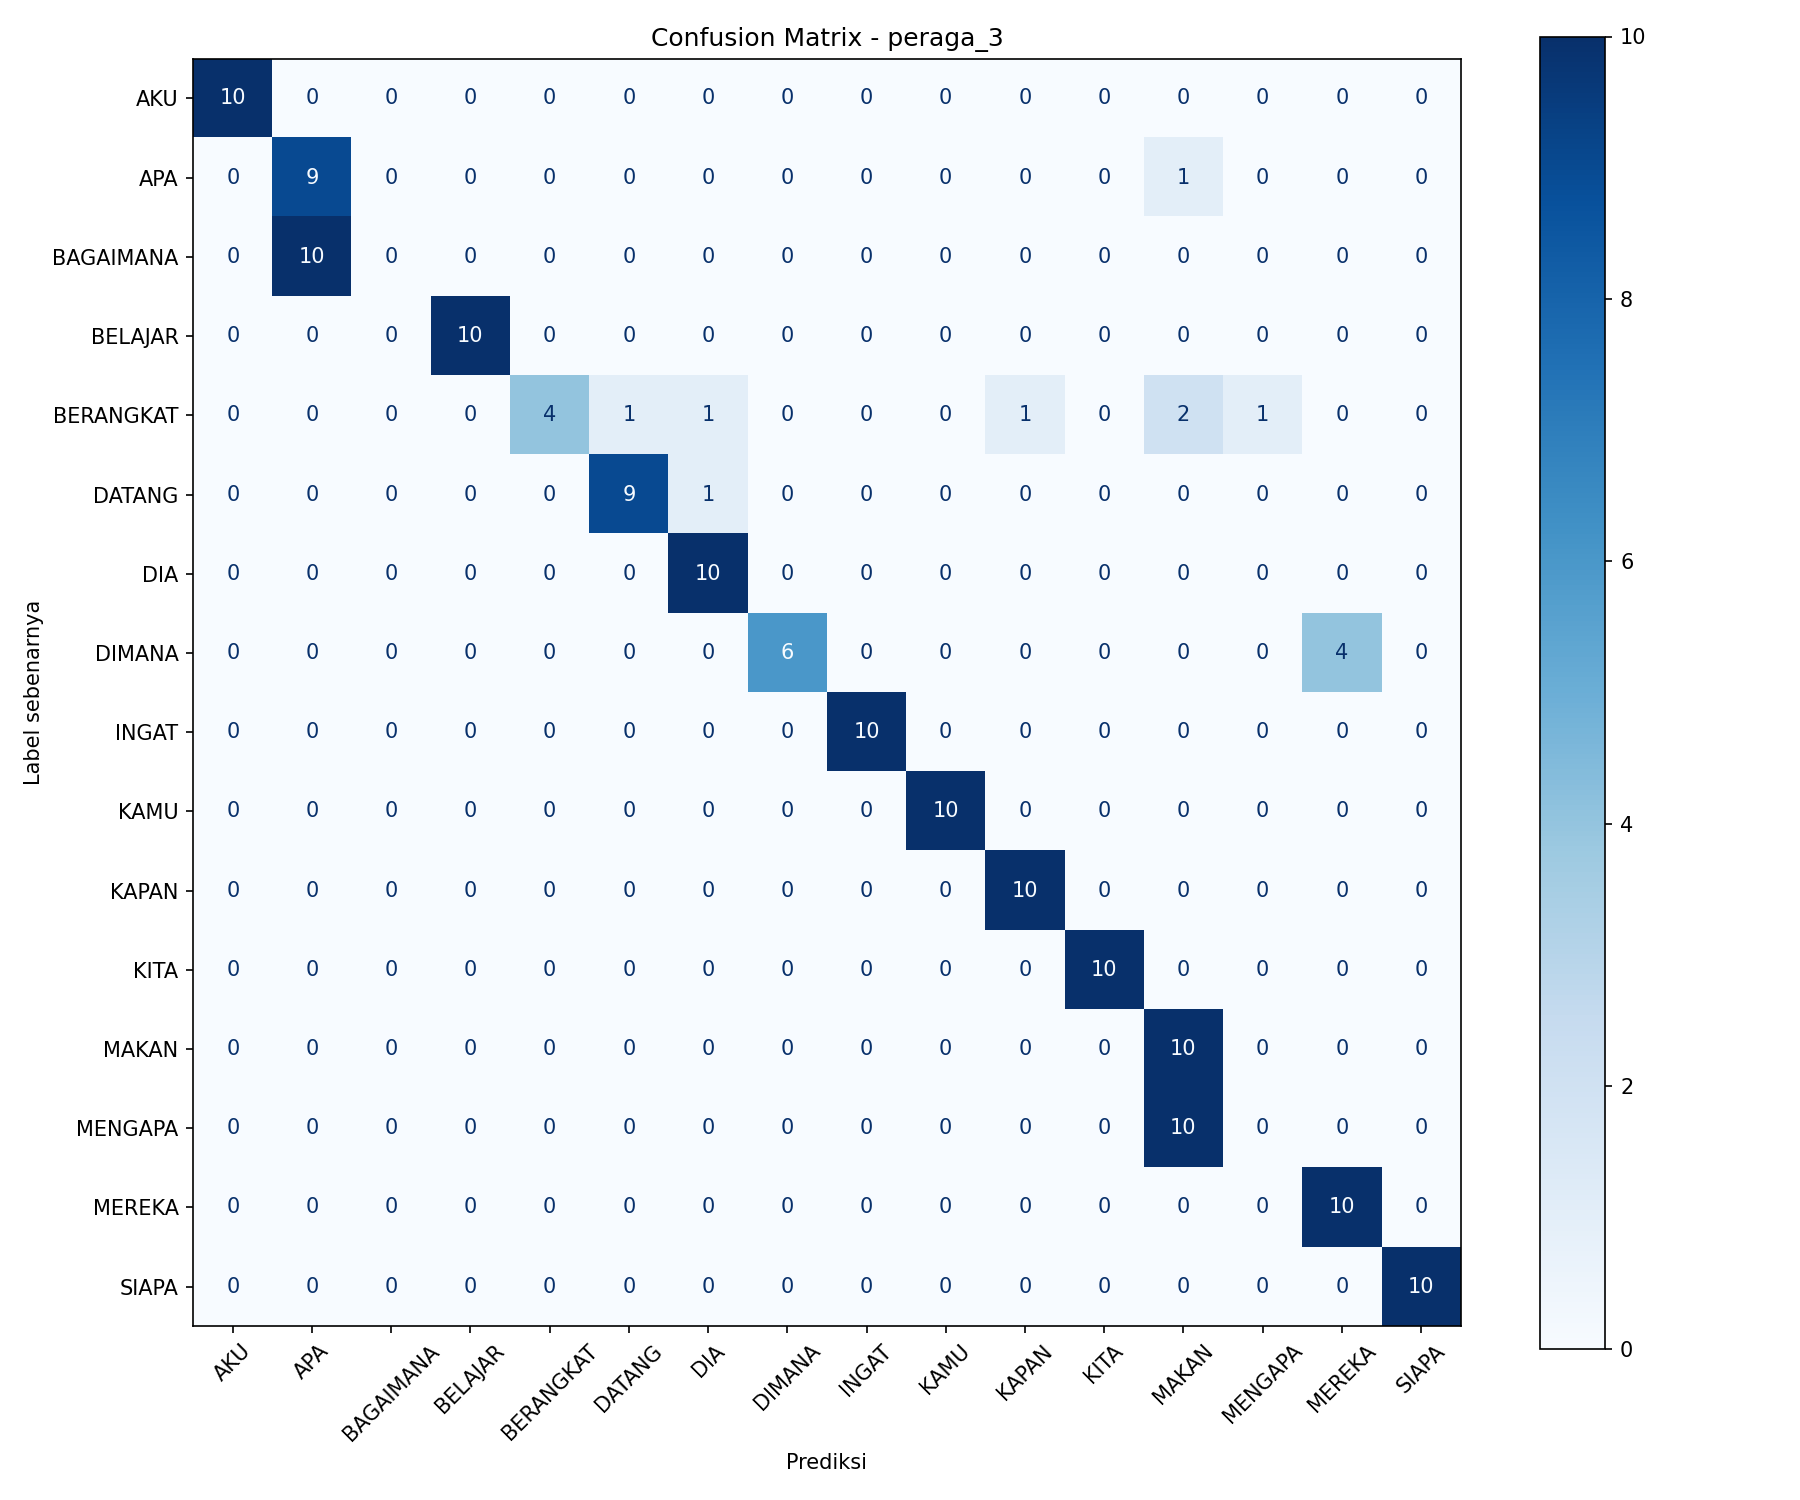 Confusion Matrix - peraga_3
AKU 10 0 0 0 0 0 0 0 0 0 0 0 0 0 0 0
APA 0 9 0 0 0 0 0 0 0 0 0 0 1 0 0 0
BAGAIMANA 0 10 0 0 0 0 0 0 0 0 0 0 0 0 0 0
BELAJAR 0 0 0 10 0 0 0 0 0 0 0 0 0 0 0 0
BERANGKAT 0 0 0 0 4 1 1 0 0 0 1 0 2 1 0 0
DATANG 0 0 0 0 0 9 1 0 0 0 0 0 0 0 0 0
DIA 0 0 0 0 0 0 10 0 0 0 0 0 0 0 0 0
DIMANA 0 0 0 0 0 0 0 6 0 0 0 0 0 0 4 0
INGAT 0 0 0 0 0 0 0 0 10 0 0 0 0 0 0 0
KAMU 0 0 0 0 0 0 0 0 0 10 0 0 0 0 0 0
KAPAN 0 0 0 0 0 0 0 0 0 0 10 0 0 0 0 0
KITA 0 0 0 0 0 0 0 0 0 0 0 10 0 0 0 0
MAKAN 0 0 0 0 0 0 0 0 0 0 0 0 10 0 0 0
MENGAPA 0 0 0 0 0 0 0 0 0 0 0 0 10 0 0 0
MEREKA 0 0 0 0 0 0 0 0 0 0 0 0 0 0 10 0
SIAPA 0 0 0 0 0 0 0 0 0 0 0 0 0 0 0 10
AKU APA BAGAIMANA BELAJAR BERANGKAT DATANG DIA DIMANA INGAT KAMU KAPAN KITA MAKAN MENGAPA MEREKA SIAPA
Prediksi
Label sebenarnya
10
8
6
4
2
0